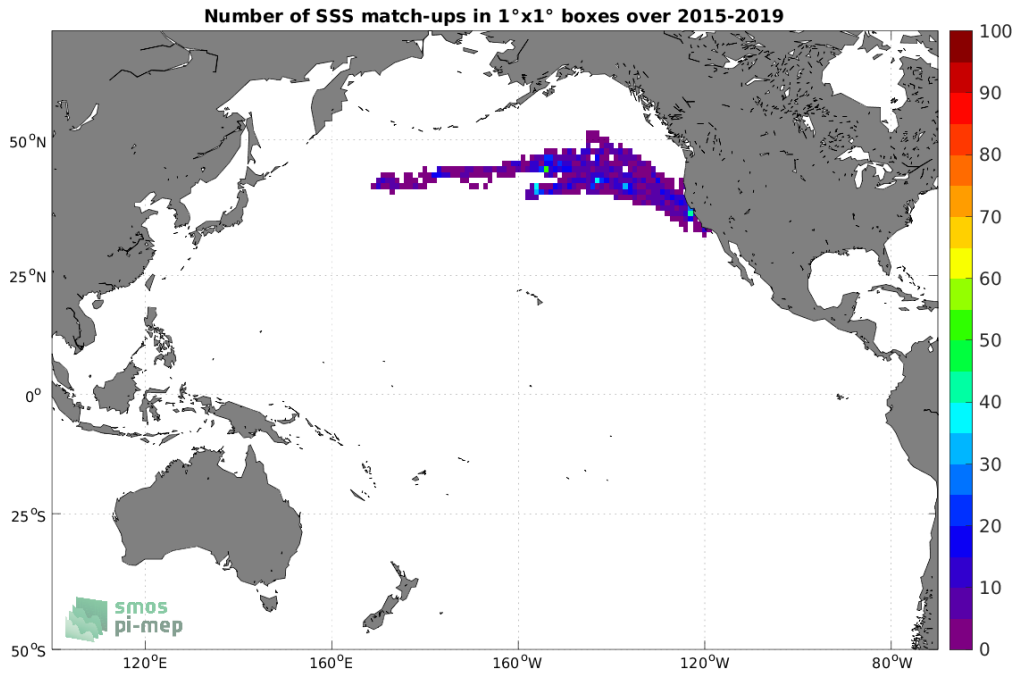 Number of SSS match-ups in 1°x1° boxes over 2015-2019
100
90
80
70
60
50
40
30
20
10
0
50°N
25°N
0°
25°S
50°S
120°E
160°E
160°W
120°W
80°W
smos
pi-mep